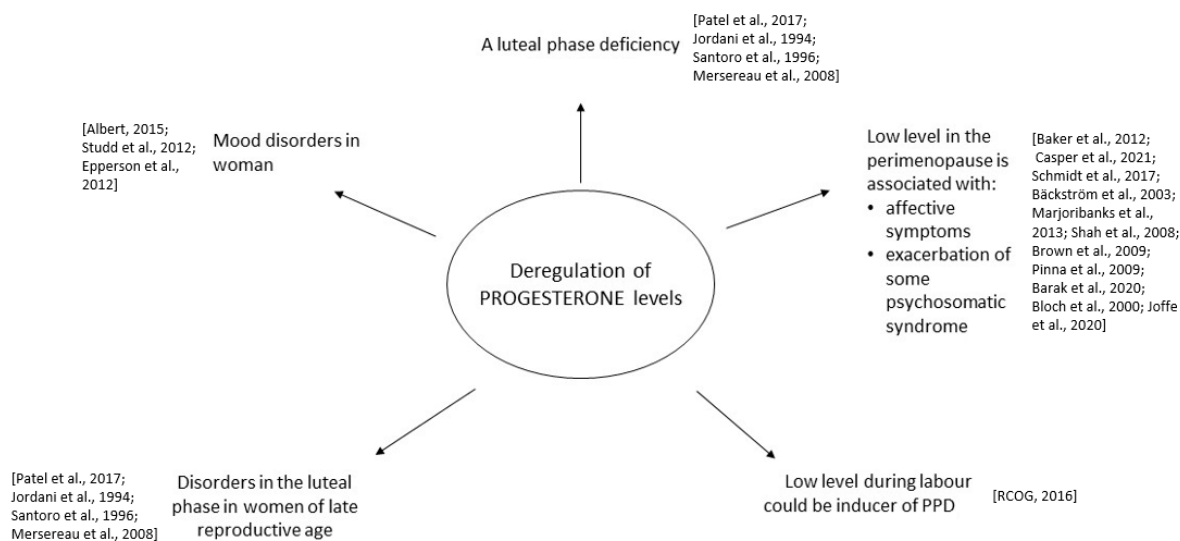 A luteal phase deficiency
[Patel et al., 2017;
Jordani et al., 1994;
Santoro et al., 1996;
Mersereau et al., 2008]
[Albert, 2015;
Studd et al., 2012;
Epperson et al.,
2012]
Mood disorders in
woman
Low level in the
perimenopause is
associated with:
• affective
symptoms
• exacerbation of
some
psychosomatic
syndrome
[Baker et al., 2012;
Casper et al., 2021;
Schmidt et al., 2017;
Bäckström et al., 2003;
Marjoribanks et al.,
2013; Shah et al., 2008;
Brown et al., 2009;
Pinna et al., 2009;
Barak et al., 2020;
Bloch et al., 2000; Joffe
et al., 2020]
Deregulation of
PROGESTERONE levels
[Patel et al., 2017;
Jordani et al., 1994;
Santoro et al., 1996;
Mersereau et al., 2008]
Disorders in the luteal
phase in women of late
reproductive age
Low level during labour
could be inducer of PPD
[RCOG, 2016]